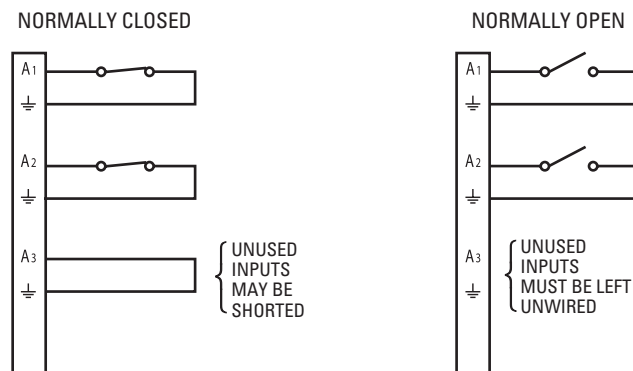 NORMALLY CLOSED
A1
A2
A3
UNUSED
INPUTS
MAY BE
SHORTED
NORMALLY OPEN
A1
A2
A3
UNUSED
INPUTS
MUST BE LEFT
UNWIRED